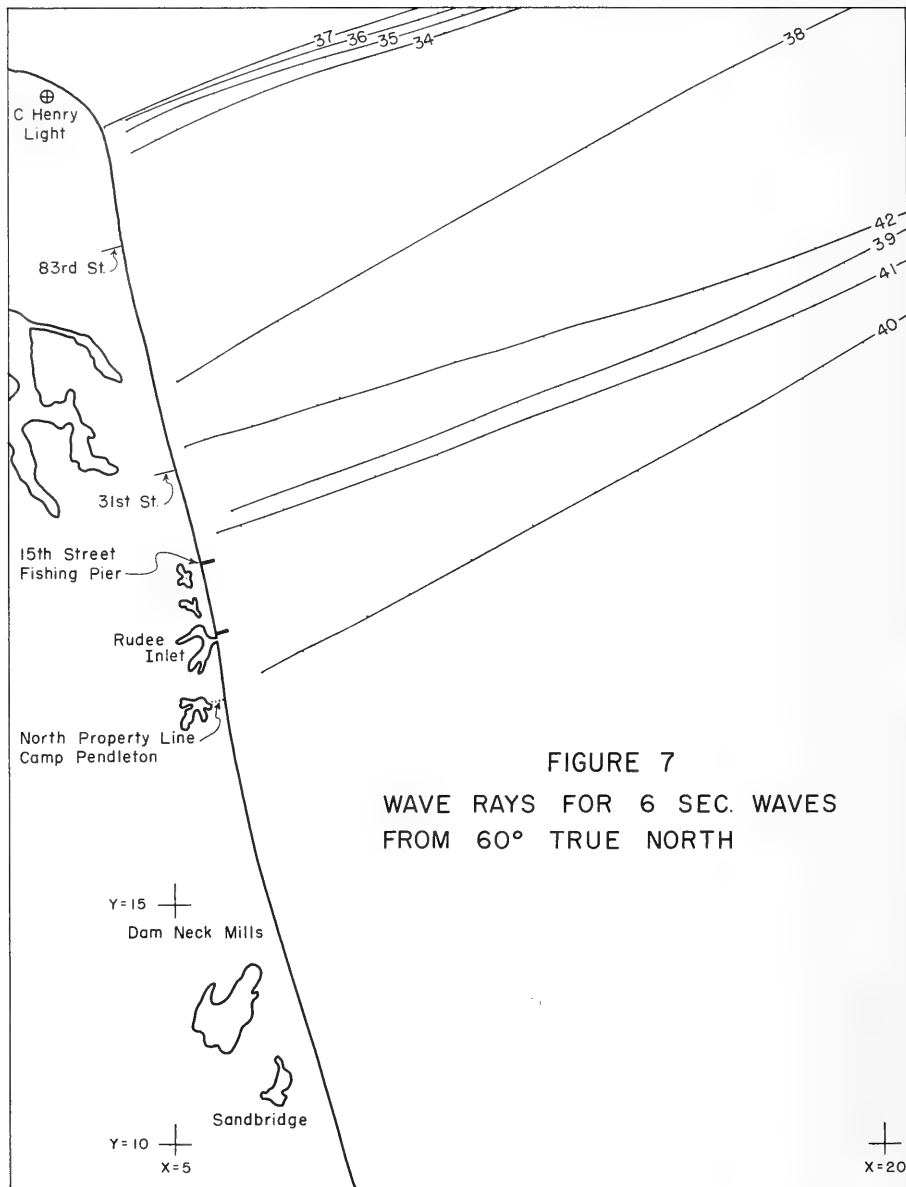 37
36
35
34
38
C Henry
Light
83rd St.
42
39
41
40
31st St.
15th Street
Fishing Pier
Rudee
Inlet
North Property Line
Camp Pendleton
FIGURE 7
WAVE RAYS FOR 6 SEC. WAVES
FROM 60° TRUE NORTH
Y=15
Dam Neck Mills
Sandbridge
Y=10
X=5
X=20